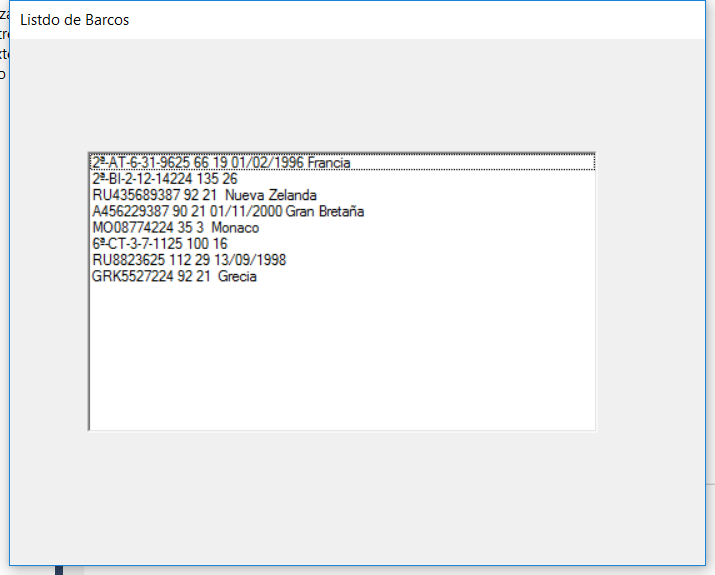 Listdo de Barcos
2ª-AT-6-31-9625 66 19 01/02/1996 Francia
2ª-BI-2-12-14224 135 26
RU435689387 92 21 Nueva Zelanda
A456229387 90 21 01/11/2000 Gran Bretaña
MO08774224 35 3 Monaco
6ª-CT-3-7-1125 100 16
RU8823625 112 29 13/09/1998
GRK5527224 92 21 Grecia